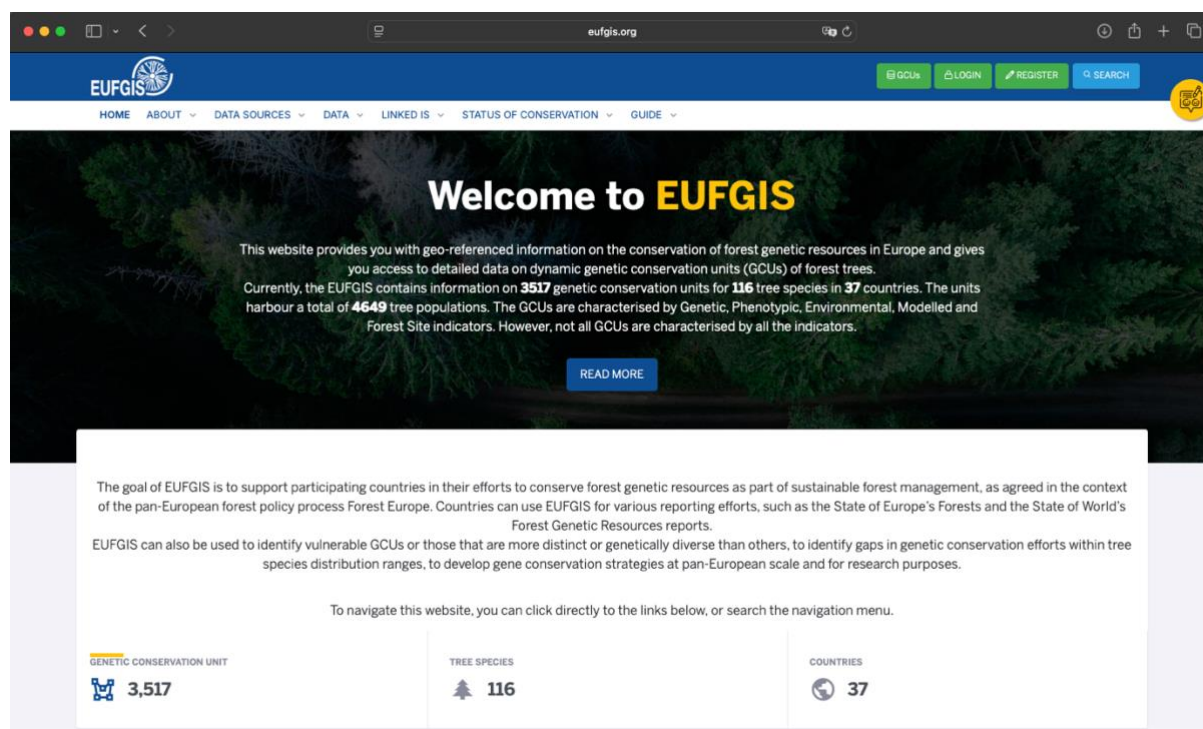 eufgis.org
EUFGIS
GCUs
LOGIN
REGISTER
SEARCH
HOME ABOUT DATA SOURCES DATA LINKED IS STATUS OF CONSERVATION GUIDE
Welcome to EUFGIS
This website provides you with geo-referenced information on the conservation of forest genetic resources in Europe and gives
you access to detailed data on dynamic genetic conservation units (GCUs) of forest trees.
Currently, the EUFGIS contains information on 3517 genetic conservation units for 116 tree species in 37 countries. The units
harbour a total of 4649 tree populations. The GCUs are characterised by Genetic, Phenotypic, Environmental, Modelled and
Forest Site indicators. However, not all GCUs are characterised by all the indicators.
READ MORE
The goal of EUFGIS is to support participating countries in their efforts to conserve forest genetic resources as part of sustainable forest management, as agreed in the context
of the pan-European forest policy process Forest Europe. Countries can use EUFGIS for various reporting efforts, such as the State of Europe's Forests and the State of World's
Forest Genetic Resources reports.
EUFGIS can also be used to identify vulnerable GCUs or those that are more distinct or genetically diverse than others, to identify gaps in genetic conservation efforts within tree
species distribution ranges, to develop gene conservation strategies at pan-European scale and for research purposes.
To navigate this website, you can click directly to the links below, or search the navigation menu.
GENETIC CONSERVATION UNIT
3,517
TREE SPECIES
116
COUNTRIES
37